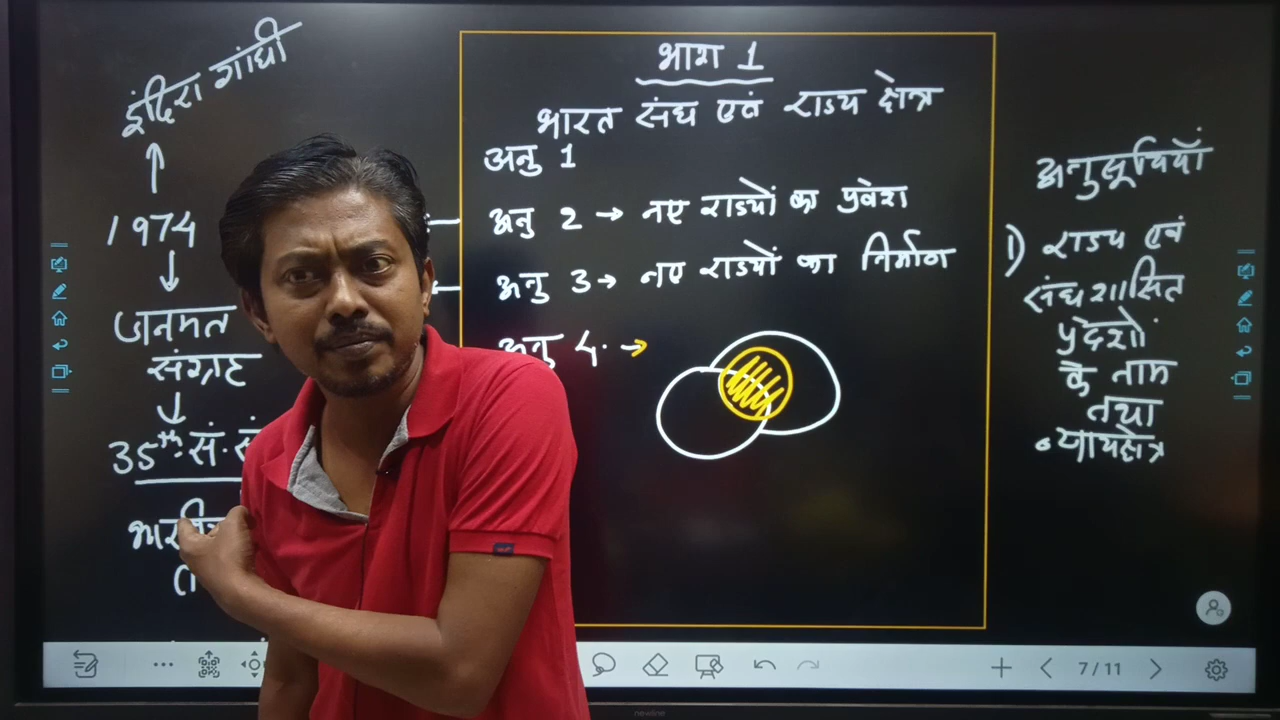 इंदिरा गांधी
1974
जनमत
संग्रह
35th सं.
भाग 1
भारत संघ एवं राज्य क्षेत्र
अनु 1
अनु 2 → नए राज्यों का प्रवेश
अनु 3 → नए राज्यों का निर्माण
अनु 4. →
अनुसूचियाँ
1) राज्य एवं
संघ शासित
प्रदेशों
के नाम
तथा
न्यायक्षेत्र
7/11
newline